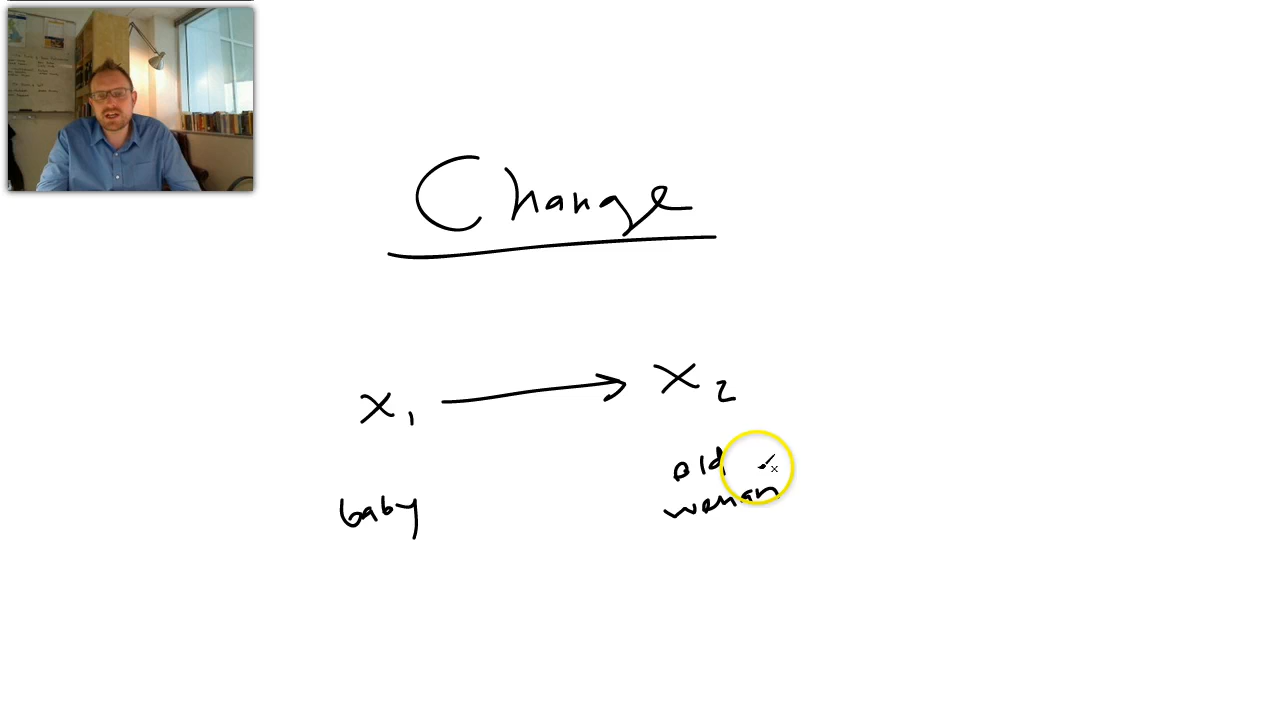 Change
x₁ → x₂
baby
old
woman